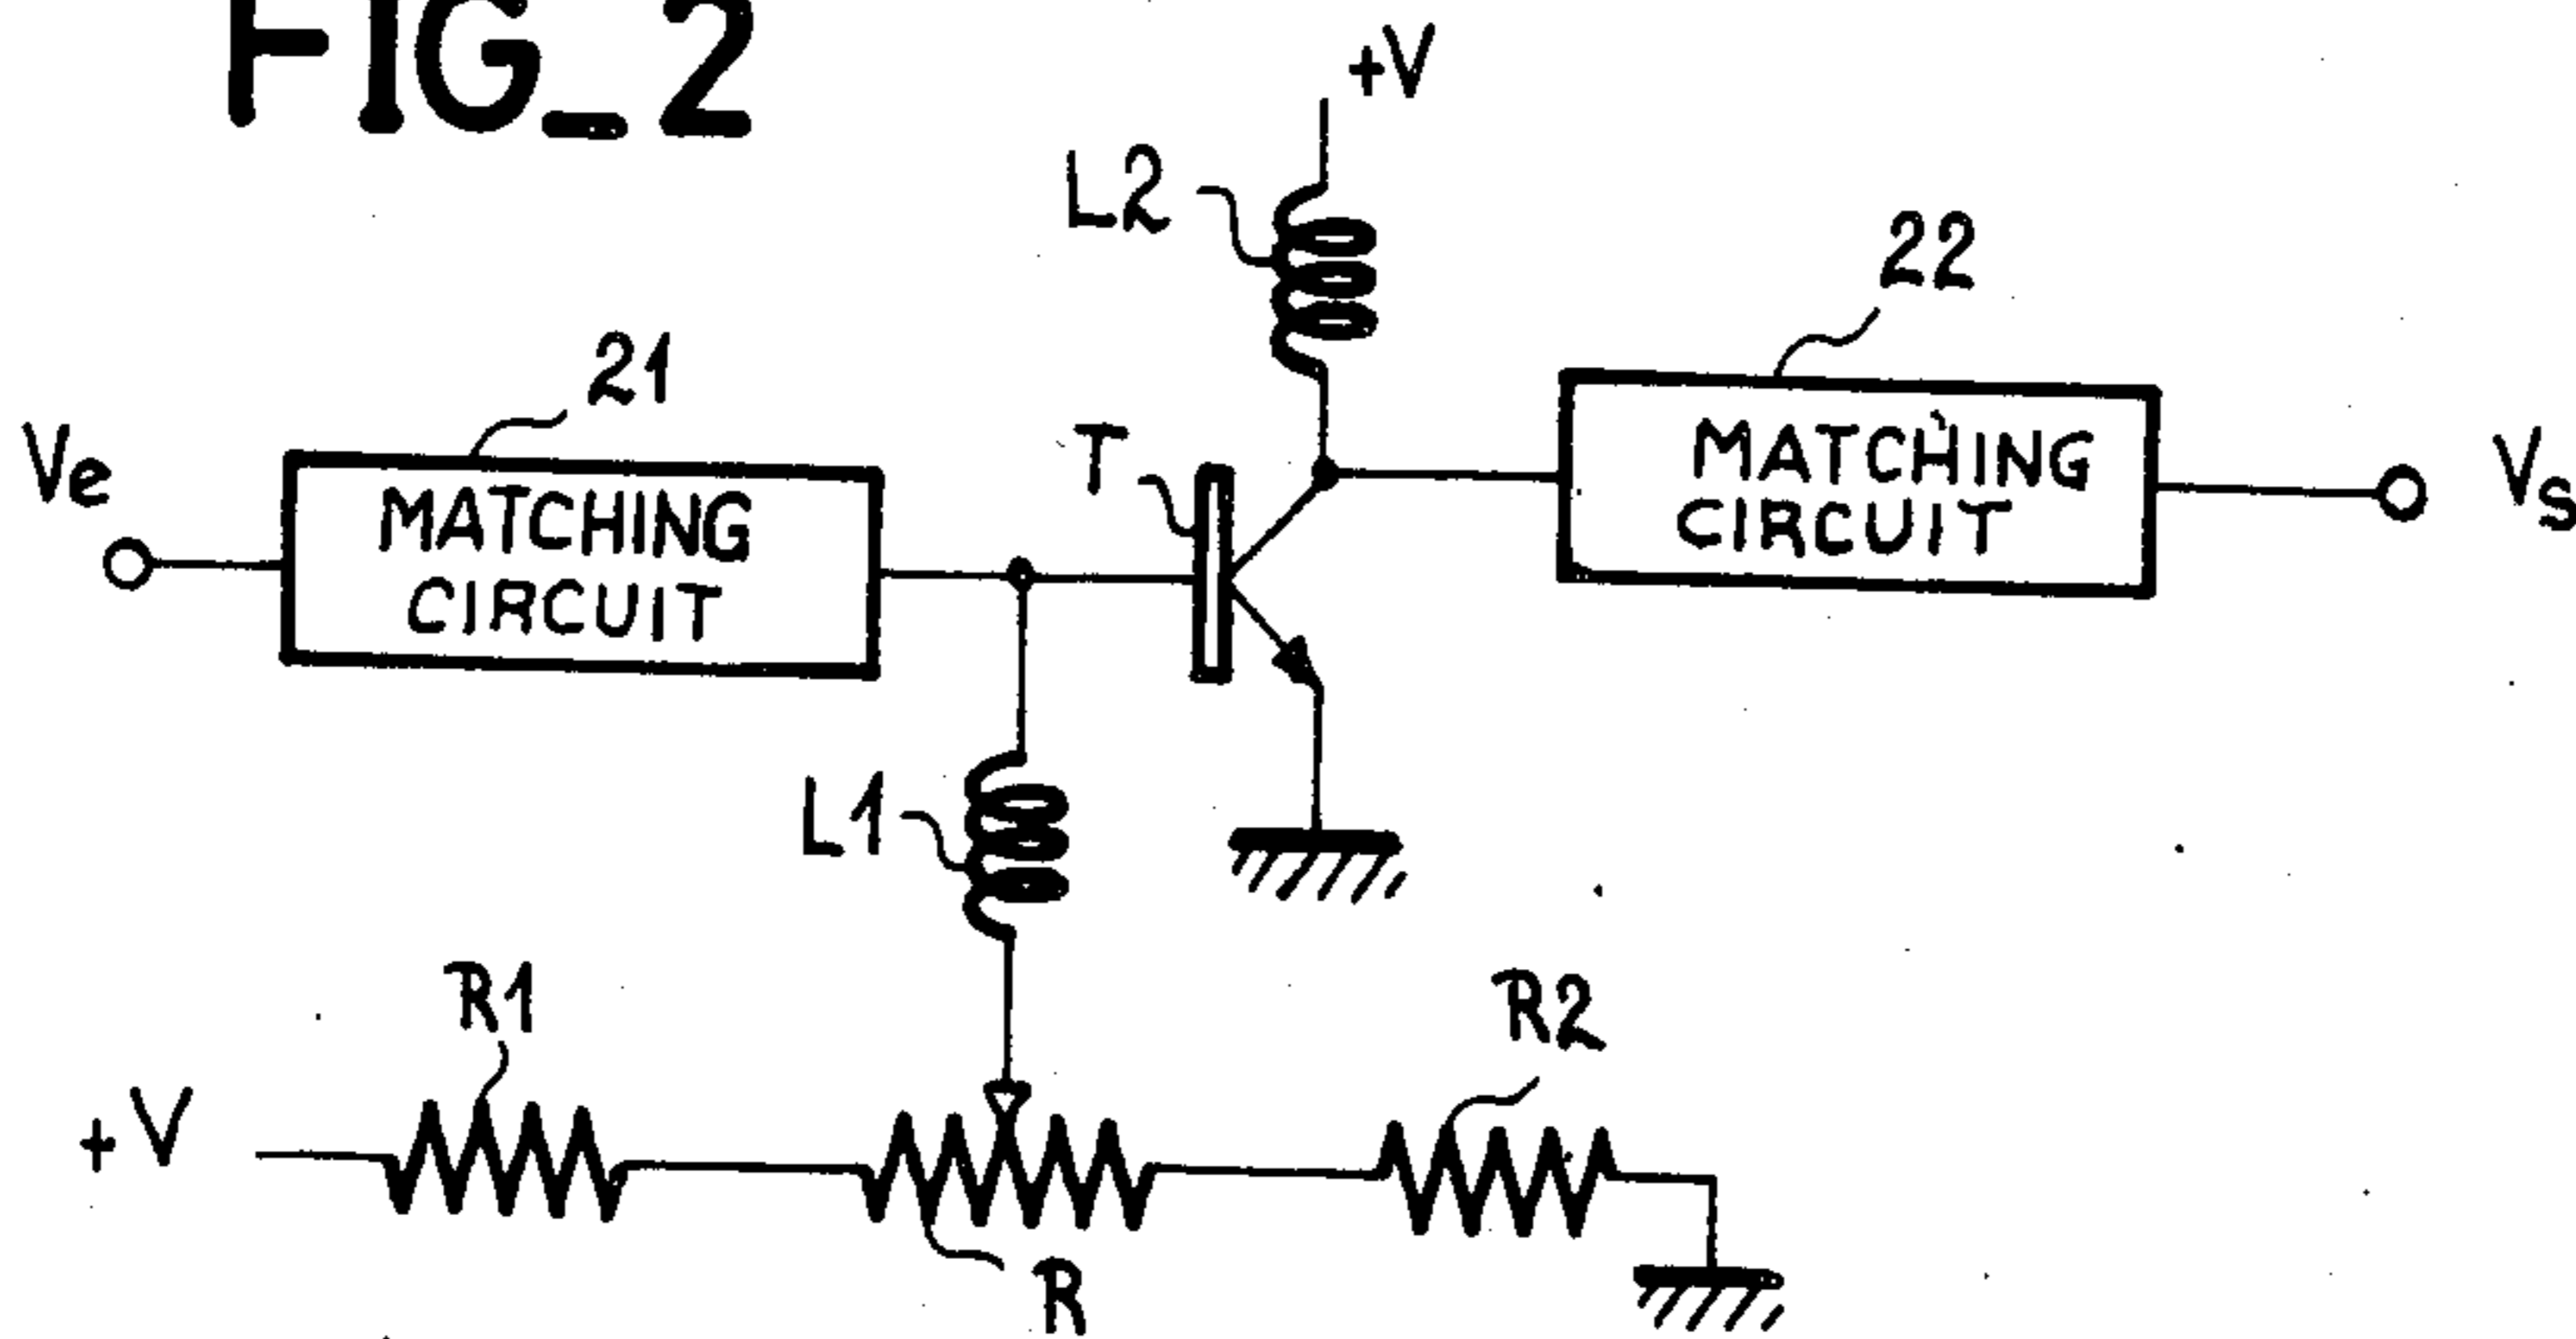 FIG_2
+V
L2
22
21
Ve
MATCHING
CIRCUIT
T
MATCHING
CIRCUIT
Vs
L1
R1
R2
+V
R